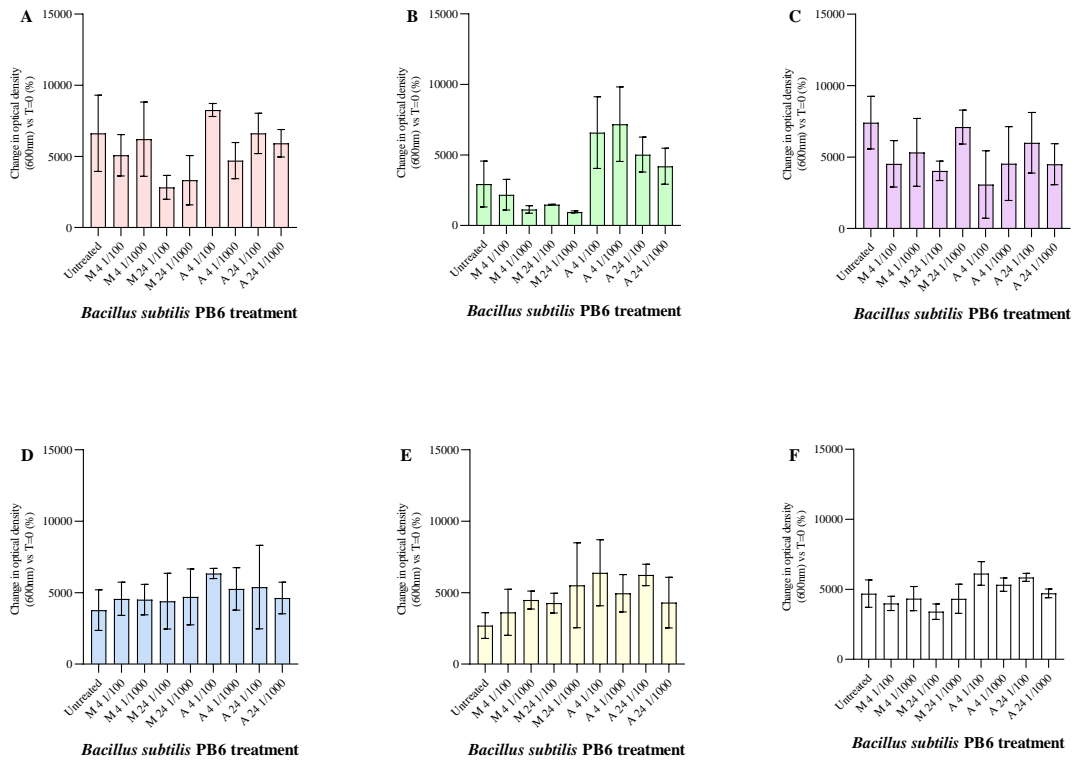 A
Change in optical density
(600nm) vs T=0 (%)
15000
10000
5000
0
Untreated
M 4 1/100
M 4 1/1000
M 24 1/100
M 24 1/1000
A 4 1/100
A 4 1/1000
A 24 1/100
A 24 1/1000
Bacillus subtilis PB6 treatment
B
Change in optical density
(600nm) vs T=0 (%)
15000
10000
5000
0
Untreated
M 4 1/100
M 4 1/1000
M 24 1/100
M 24 1/1000
A 4 1/100
A 4 1/1000
A 24 1/100
A 24 1/1000
Bacillus subtilis PB6 treatment
C
Change in optical density
(600nm) vs T=0 (%)
15000
10000
5000
0
Untreated
M 4 1/100
M 4 1/1000
M 24 1/100
M 24 1/1000
A 4 1/100
A 4 1/1000
A 24 1/100
A 24 1/1000
Bacillus subtilis PB6 treatment
D
Change in optical density
(600nm) vs T=0 (%)
15000
10000
5000
0
Untreated
M 4 1/100
M 4 1/1000
M 24 1/100
M 24 1/1000
A 4 1/100
A 4 1/1000
A 24 1/100
A 24 1/1000
Bacillus subtilis PB6 treatment
E
Change in optical density
(600nm) vs T=0 (%)
15000
10000
5000
0
Untreated
M 4 1/100
M 4 1/1000
M 24 1/100
M 24 1/1000
A 4 1/100
A 4 1/1000
A 24 1/100
A 24 1/1000
Bacillus subtilis PB6 treatment
F
Change in optical density
(600nm) vs T=0 (%)
15000
10000
5000
0
Untreated
M 4 1/100
M 4 1/1000
M 24 1/100
M 24 1/1000
A 4 1/100
A 4 1/1000
A 24 1/100
A 24 1/1000
Bacillus subtilis PB6 treatment